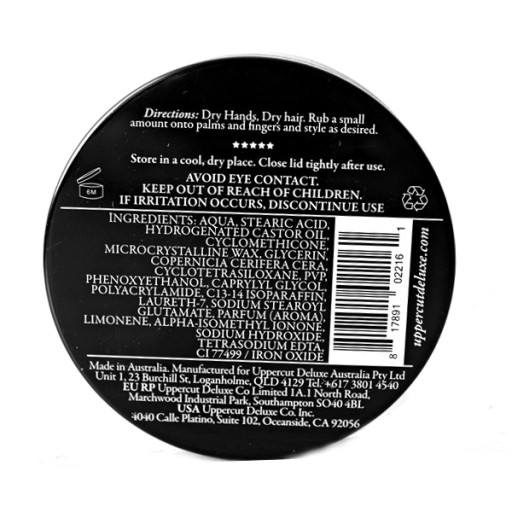 Directions: Dry Hands, Dry hair. Rub a small
amount onto palms and fingers and style as desired.
★★★★★
Store in a cool, dry place. Close lid tightly after use.
AVOID EYE CONTACT.
KEEP OUT OF REACH OF CHILDREN.
IF IRRITATION OCCURS, DISCONTINUE USE
6M
INGREDIENTS: AQUA, STEARIC ACID,
HYDROGENATED CASTOR OIL,
CYCLOMETHICONE,
MICROCRYSTALLINE WAX, GLYCERIN,
COPERNICIA CERIFERA CERA,
CYCLOTETRASILOXANE, PVP,
PHENOXYETHANOL, CAPRYLYL GLYCOL,
POLYACRYLAMIDE, C13-14 ISOPARAFFIN,
LAURETH-7, SODIUM STEAROYL
GLUTAMATE, PARFUM (AROMA),
LIMONENE, ALPHA-ISOMETHYL IONONE,
SODIUM HYDROXIDE,
TETRASODIUM EDTA,
CI 77499 / IRON OXIDE
8 17891 02216 1
uppercutdeluxe.com
Made in Australia. Manufactured for Uppercut Deluxe Australia Pty Ltd
Unit 1, 23 Burchill St, Loganholme, QLD 4129 Tel. +617 3801 4540
EU RP Uppercut Deluxe Co Limited 1A.1 North Road,
Marchwood Industrial Park, Southampton SO40 4BL
USA Uppercut Deluxe Co. Inc.
4040 Calle Platino, Suite 102, Oceanside, CA 92056